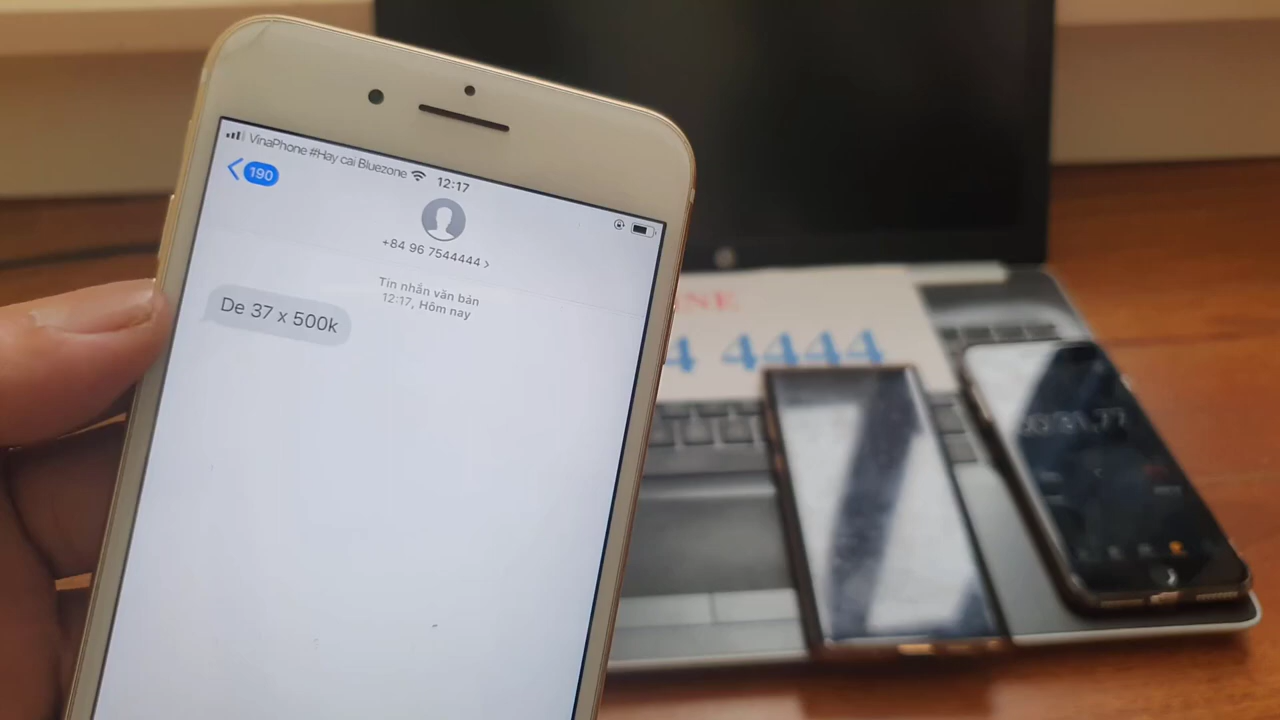 VinaPhone #Hay cai Bluezone 12:17
190
+84 96 7544444 >
Tin nhắn văn bản
12:17, Hôm nay
De 37 x 500k
4 4444